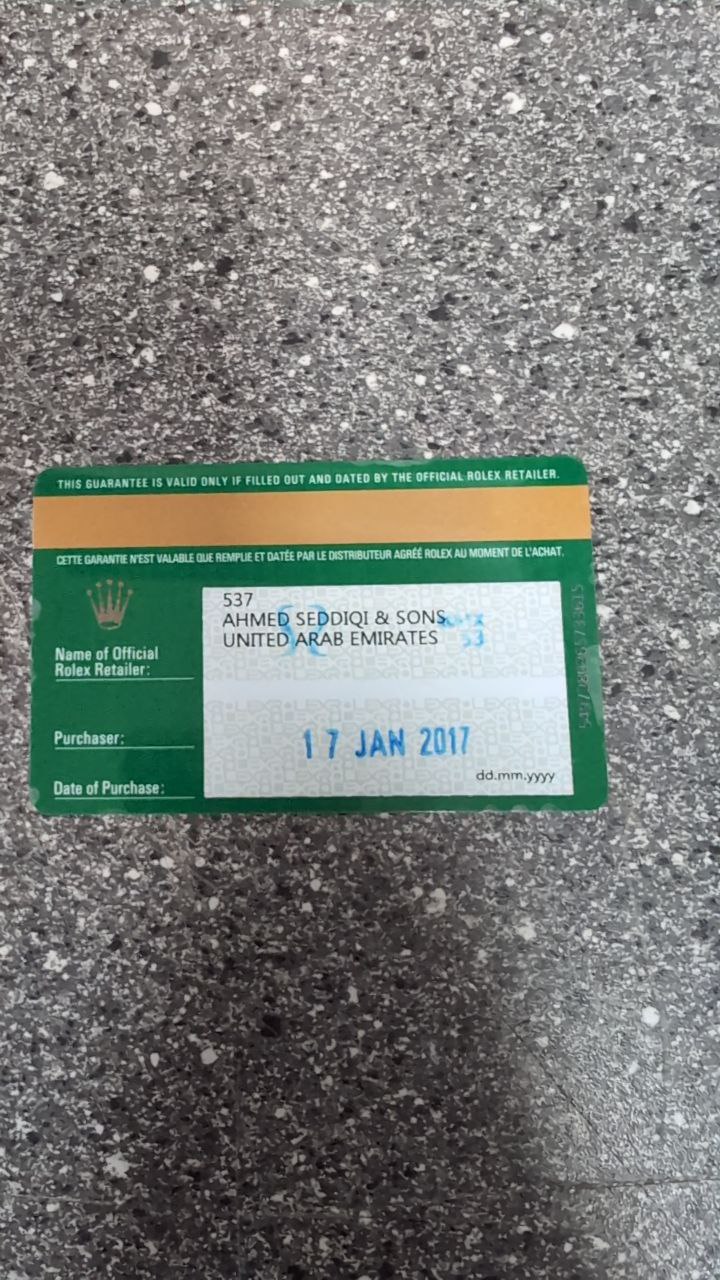 THIS GUARANTEE IS VALID ONLY IF FILLED OUT AND DATED BY THE OFFICIAL ROLEX RETAILER.
CETTE GARANTIE N'EST VALABLE QUE REMPLIE ET DATÉE PAR LE DISTRIBUTEUR AGRÉÉ ROLEX AU MOMENT DE L'ACHAT.
537
AHMED SEDDIQI & SONS
UNITED ARAB EMIRATES
53
Name of Official
Rolex Retailer:
Purchaser:
17 JAN 2017
dd.mm.yyyy
Date of Purchase: